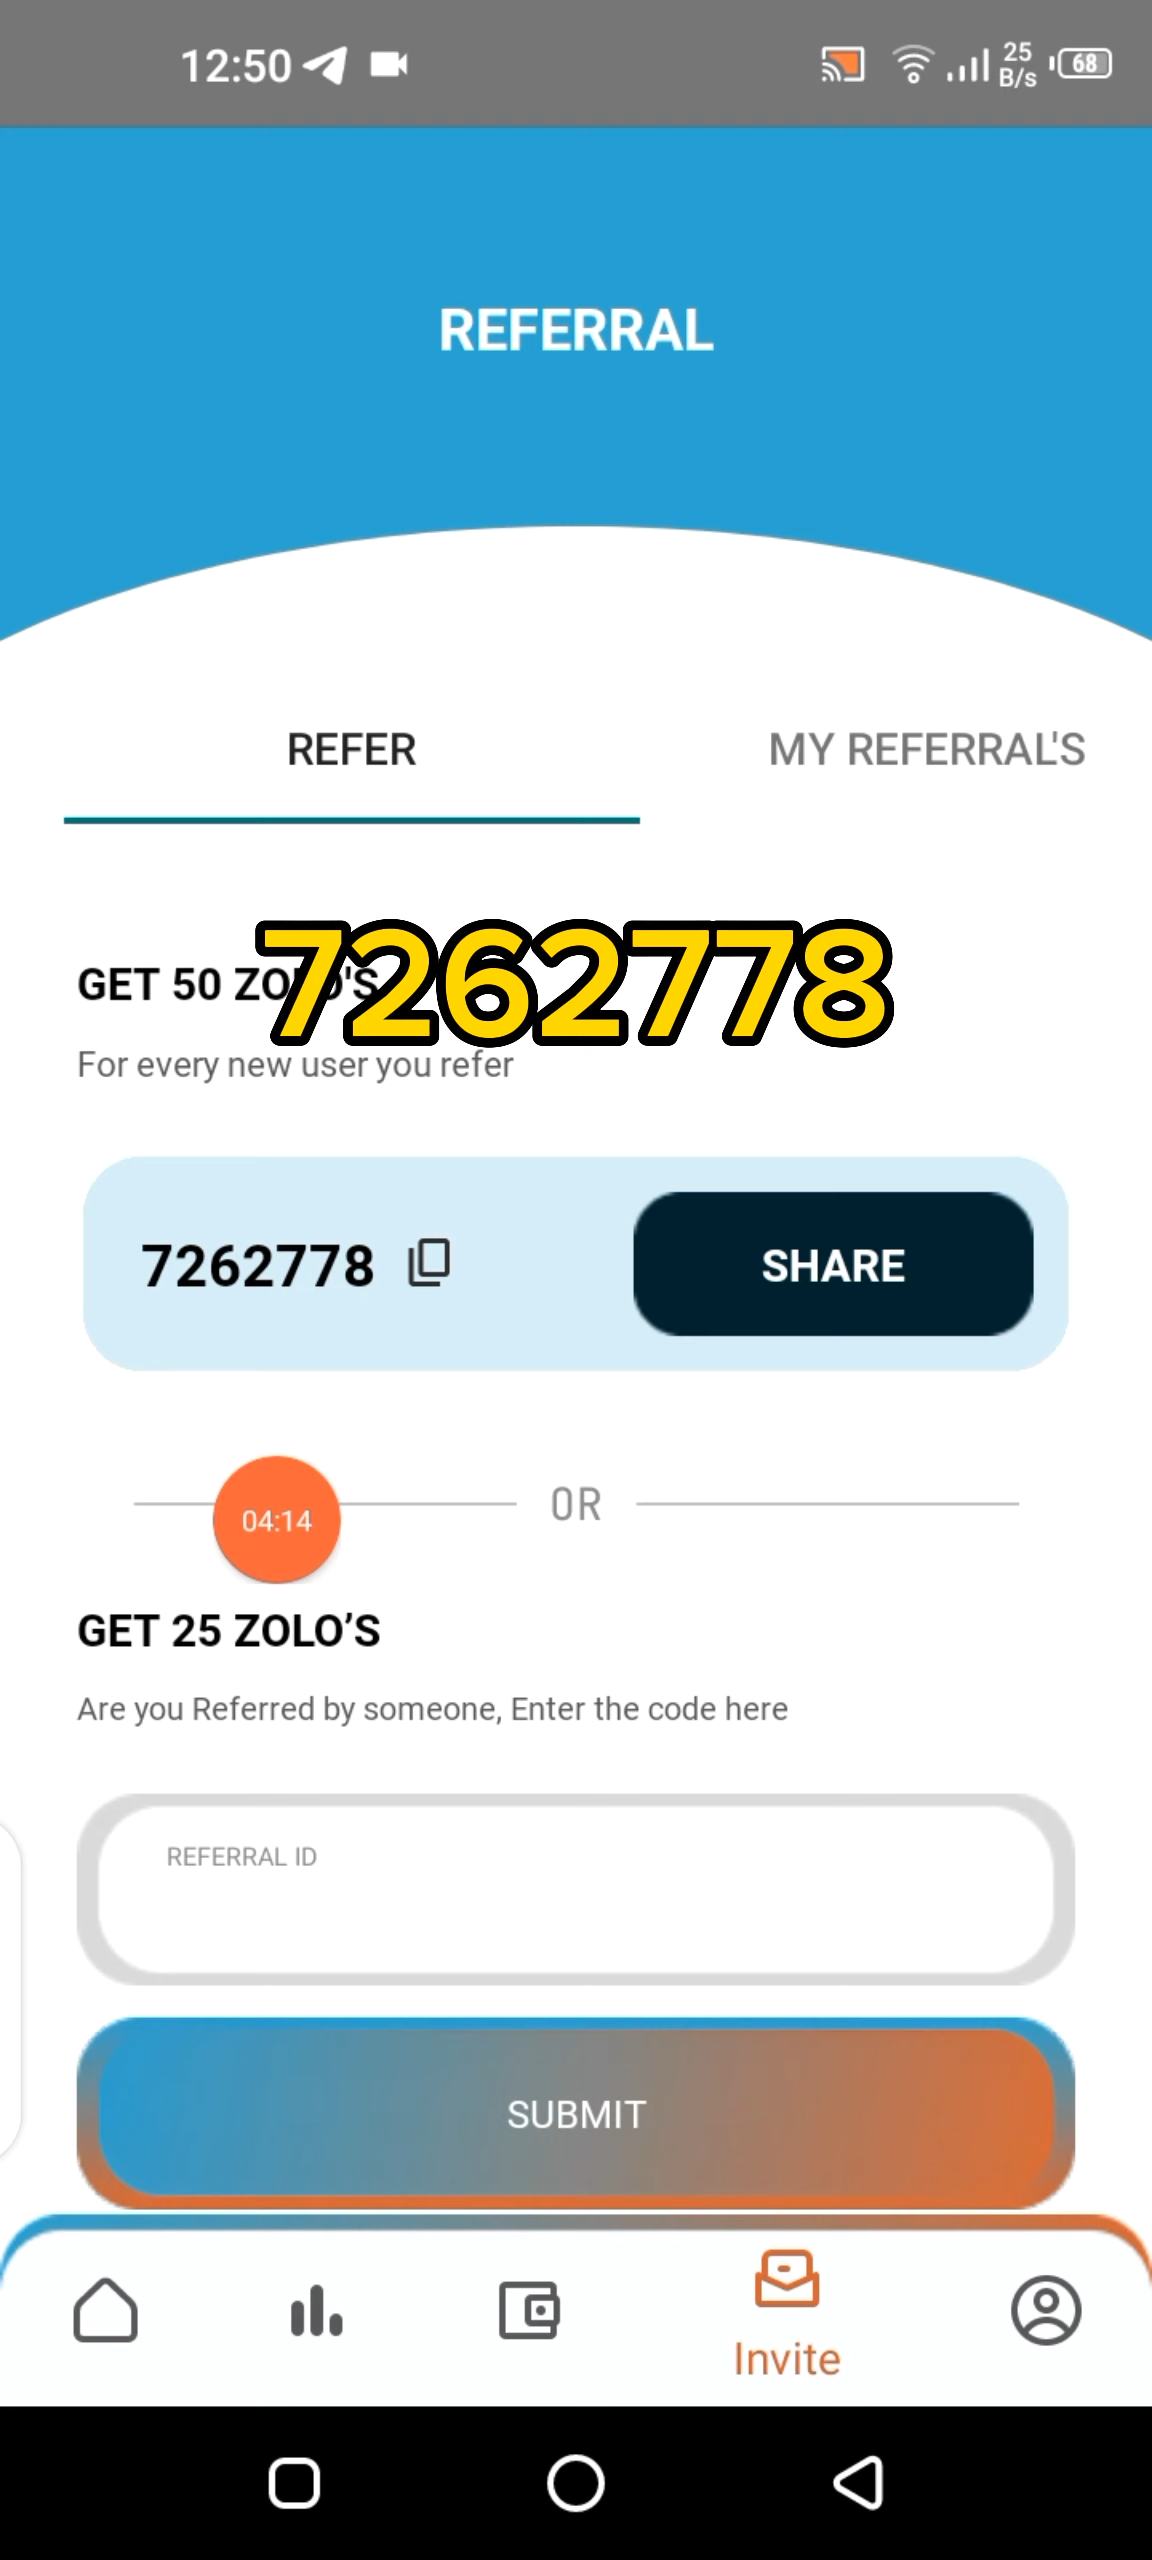 12:50
25
B/s
68
REFERRAL
REFER
MY REFERRAL'S
7262778
GET 50 ZOLO'S
For every new user you refer
7262778
SHARE
OR
04:14
GET 25 ZOLO’S
Are you Referred by someone, Enter the code here
REFERRAL ID
SUBMIT
Invite